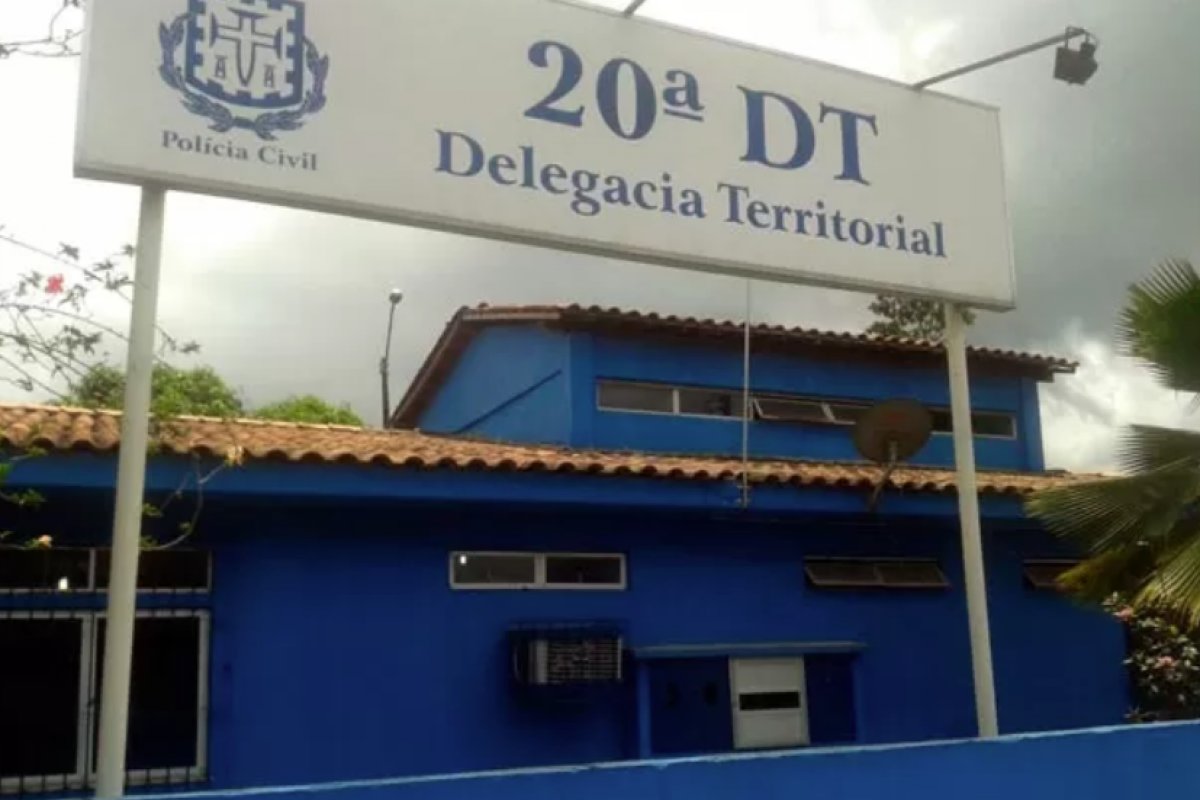 20ª DT
Delegacia Territorial
Polícia Civil